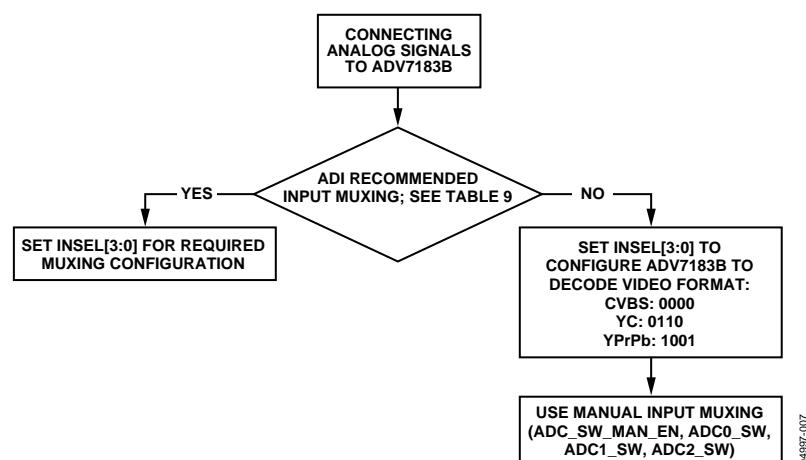 CONNECTING
ANALOG SIGNALS
TO ADV7183B
ADI RECOMMENDED
INPUT MUXING; SEE TABLE 9
YES
NO
SET INSEL[3:0] FOR REQUIRED
MUXING CONFIGURATION
SET INSEL[3:0] TO
CONFIGURE ADV7183B TO
DECODE VIDEO FORMAT:
CVBS: 0000
YC: 0110
YPrPb: 1001
USE MANUAL INPUT MUXING
(ADC_SW_MAN_EN, ADC0_SW,
ADC1_SW, ADC2_SW)
4997-007